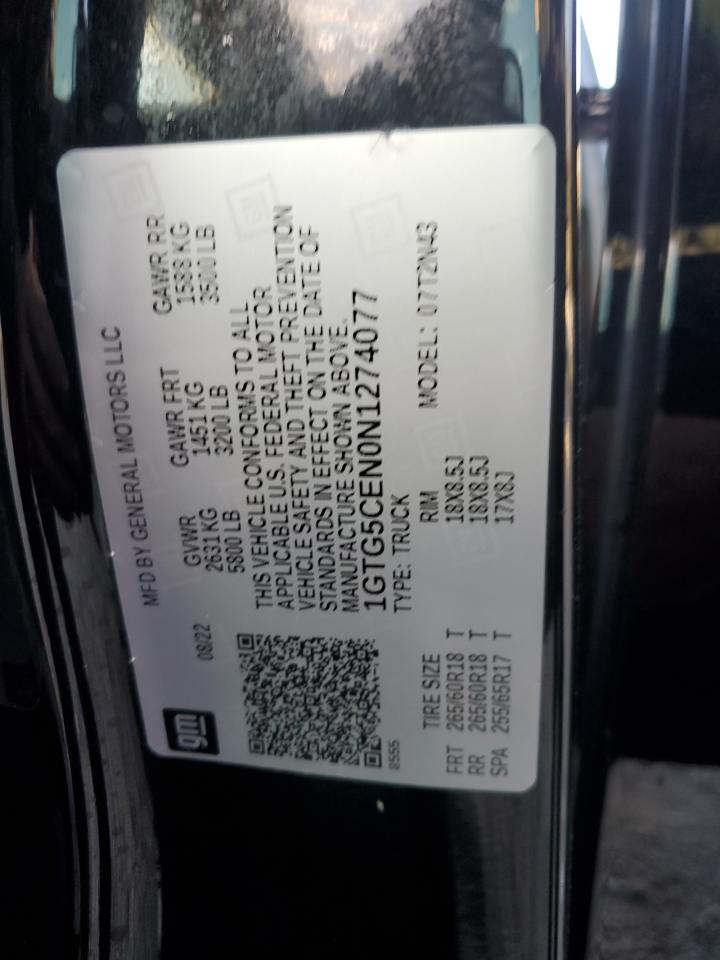 gm
MFD BY GENERAL MOTORS LLC
08/22
GVWR GAWR FRT GAWR RR
2631 KG 1451 KG 1588 KG
5800 LB 3200 LB 3500 LB
THIS VEHICLE CONFORMS TO ALL
APPLICABLE U.S. FEDERAL MOTOR
VEHICLE SAFETY AND THEFT PREVENTION
STANDARDS IN EFFECT ON THE DATE OF
MANUFACTURE SHOWN ABOVE.
1GTG5CEN0N1274077
8555
TYPE: TRUCK
TIRE SIZE RIM MODEL: 07T2N43
FRT 265/60R18 T 18X8.5J
RR 265/60R18 T 18X8.5J
SPA 255/65R17 T 17X8J